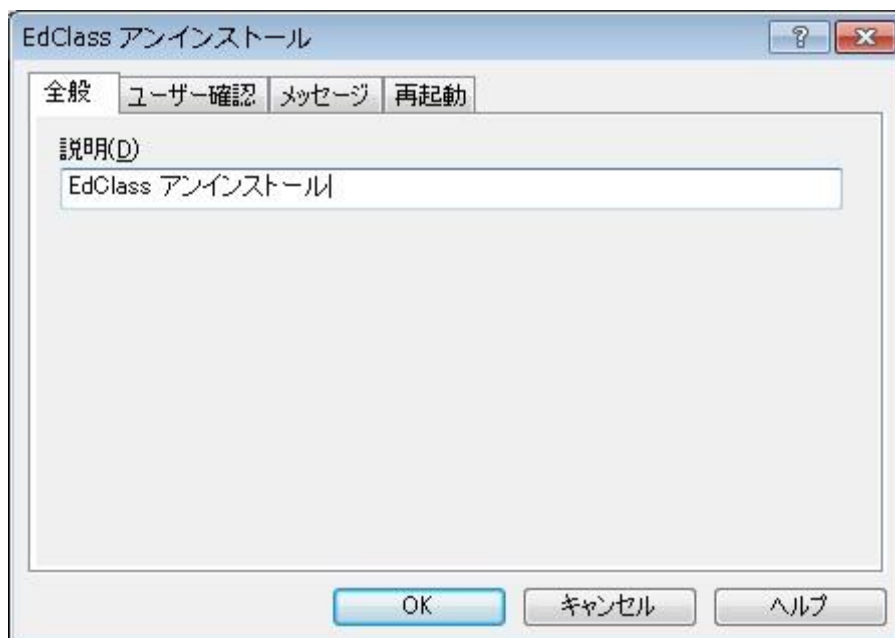 EdClass アンインストール
全般 ユーザー確認 メッセージ 再起動
説明(D)
EdClass アンインストール
OK キャンセル ヘルプ